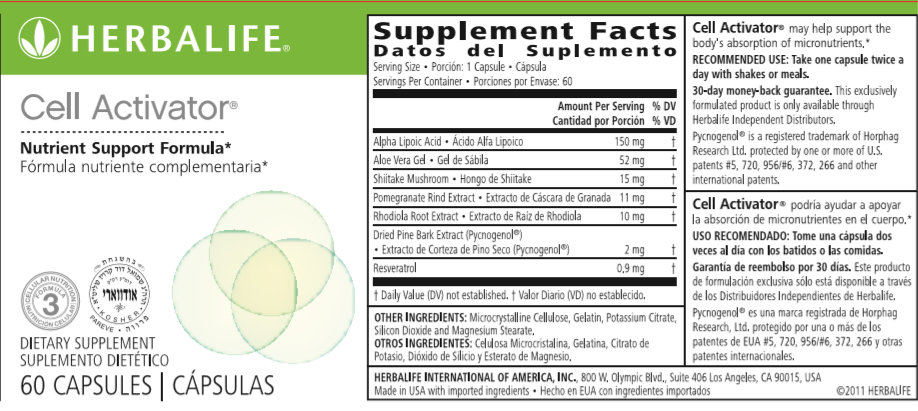 HERBALIFE®
Cell Activator®
Nutrient Support Formula*
Fórmula nutriente complementaria*
CELLULAR NUTRITION
FORMULA
3
NUTRICIÓN CELULAR
בהשגחת
אודווארי
KOSHER
PAREVE • פרווה
DIETARY SUPPLEMENT
SUPLEMENTO DIETÉTICO
60 CAPSULES | CÁPSULAS
Supplement Facts
Datos del Suplemento
Serving Size • Porción: 1 Capsule • Cápsula
Servings Per Container • Porciones por Envase: 60
Amount Per Serving % DV
Cantidad por Porción % VD
Alpha Lipoic Acid • Ácido Alfa Lipoico 150 mg †
Aloe Vera Gel • Gel de Sábila 52 mg †
Shiitake Mushroom • Hongo de Shiitake 15 mg †
Pomegranate Rind Extract • Extracto de Cáscara de Granada 11 mg †
Rhodiola Root Extract • Extracto de Raíz de Rhodiola 10 mg †
Dried Pine Bark Extract (Pycnogenol®)
• Extracto de Corteza de Pino Seco (Pycnogenol®) 2 mg †
Resveratrol 0,9 mg †
† Daily Value (DV) not established. † Valor Diario (VD) no establecido.
OTHER INGREDIENTS: Microcrystalline Cellulose, Gelatin, Potassium Citrate,
Silicon Dioxide and Magnesium Stearate.
OTROS INGREDIENTES: Celulosa Microcristalina, Gelatina, Citrato de
Potasio, Dióxido de Silicio y Esterato de Magnesio.
HERBALIFE INTERNATIONAL OF AMERICA, INC., 800 W. Olympic Blvd., Suite 406 Los Angeles, CA 90015, USA
Made in USA with imported ingredients • Hecho en EUA con ingredientes importados ©2011 HERBALIFE
Cell Activator® may help support the
body's absorption of micronutrients.*
RECOMMENDED USE: Take one capsule twice a
day with shakes or meals.
30-day money-back guarantee. This exclusively
formulated product is only available through
Herbalife Independent Distributors.
Pycnogenol® is a registered trademark of Horphag
Research Ltd. protected by one or more of U.S.
patents #5, 720, 956/#6, 372, 266 and other
international patents.
Cell Activator® podría ayudar a apoyar
la absorción de micronutrientes en el cuerpo.*
USO RECOMENDADO: Tome una cápsula dos
veces al día con los batidos o las comidas.
Garantía de reembolso por 30 días. Este producto
de formulación exclusiva sólo está disponible a través
de los Distribuidores Independientes de Herbalife.
Pycnogenol® es una marca registrada de Horphag
Research, Ltd. protegido por una o más de los
patentes de EUA #5, 720, 956/#6, 372, 266 y otras
patentes internacionales.